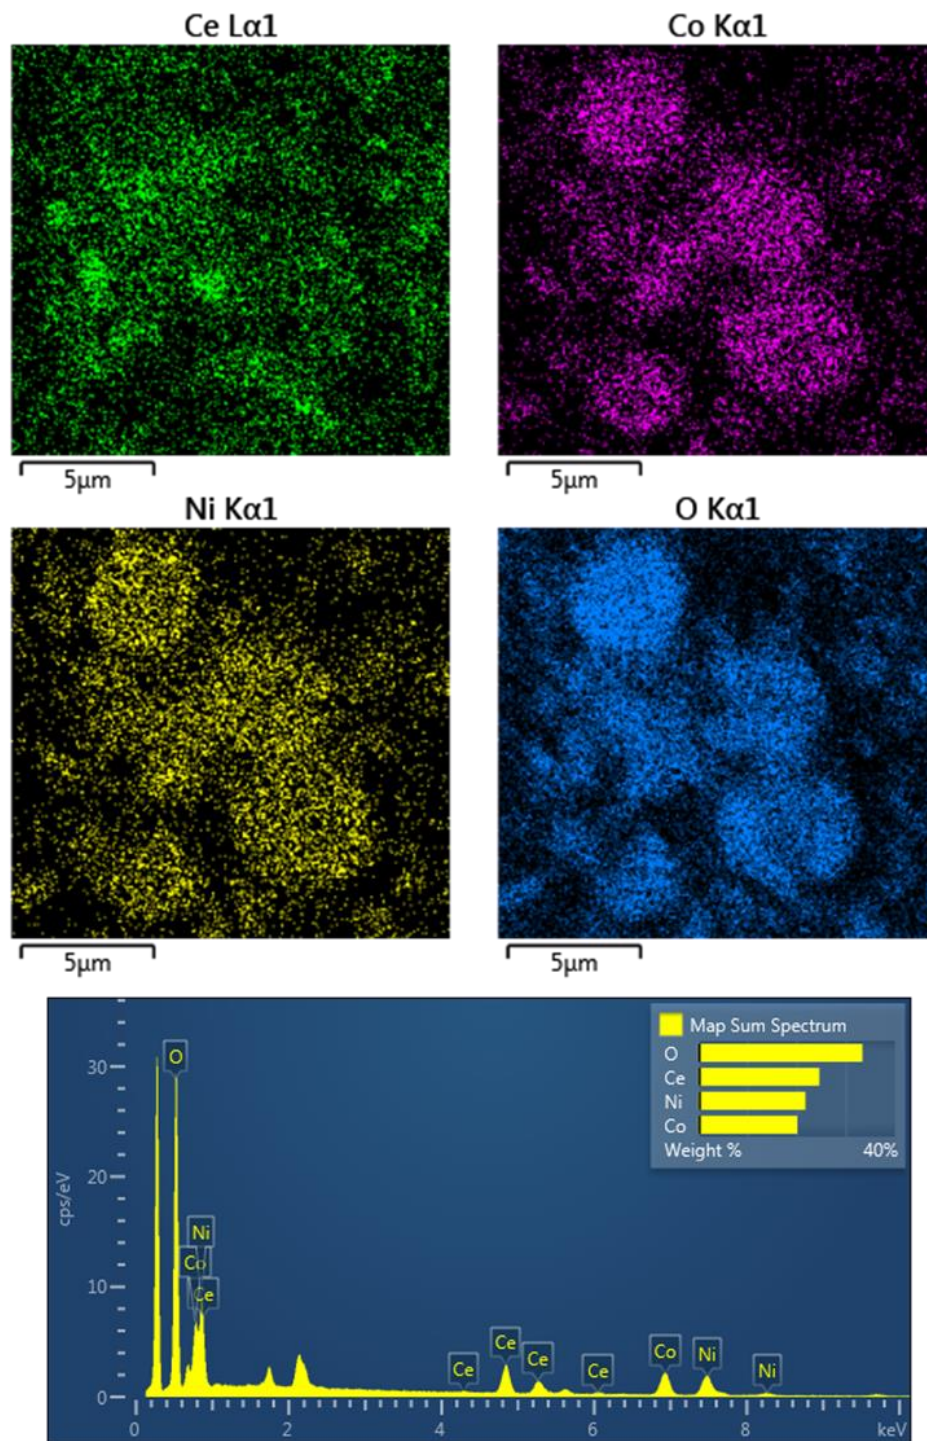 Ce Lα1
Co Kα1
5μm
5μm
Ni Kα1
O Kα1
5μm
5μm
Map Sum Spectrum
O
Ce
Ni
Co
Weight %
40%
cps/eV
30
20
10
0
O
Ni
Co
Ce
Ce
Ce
Ce
Ce
Co
Ni
Ni
0
2
4
6
8
keV